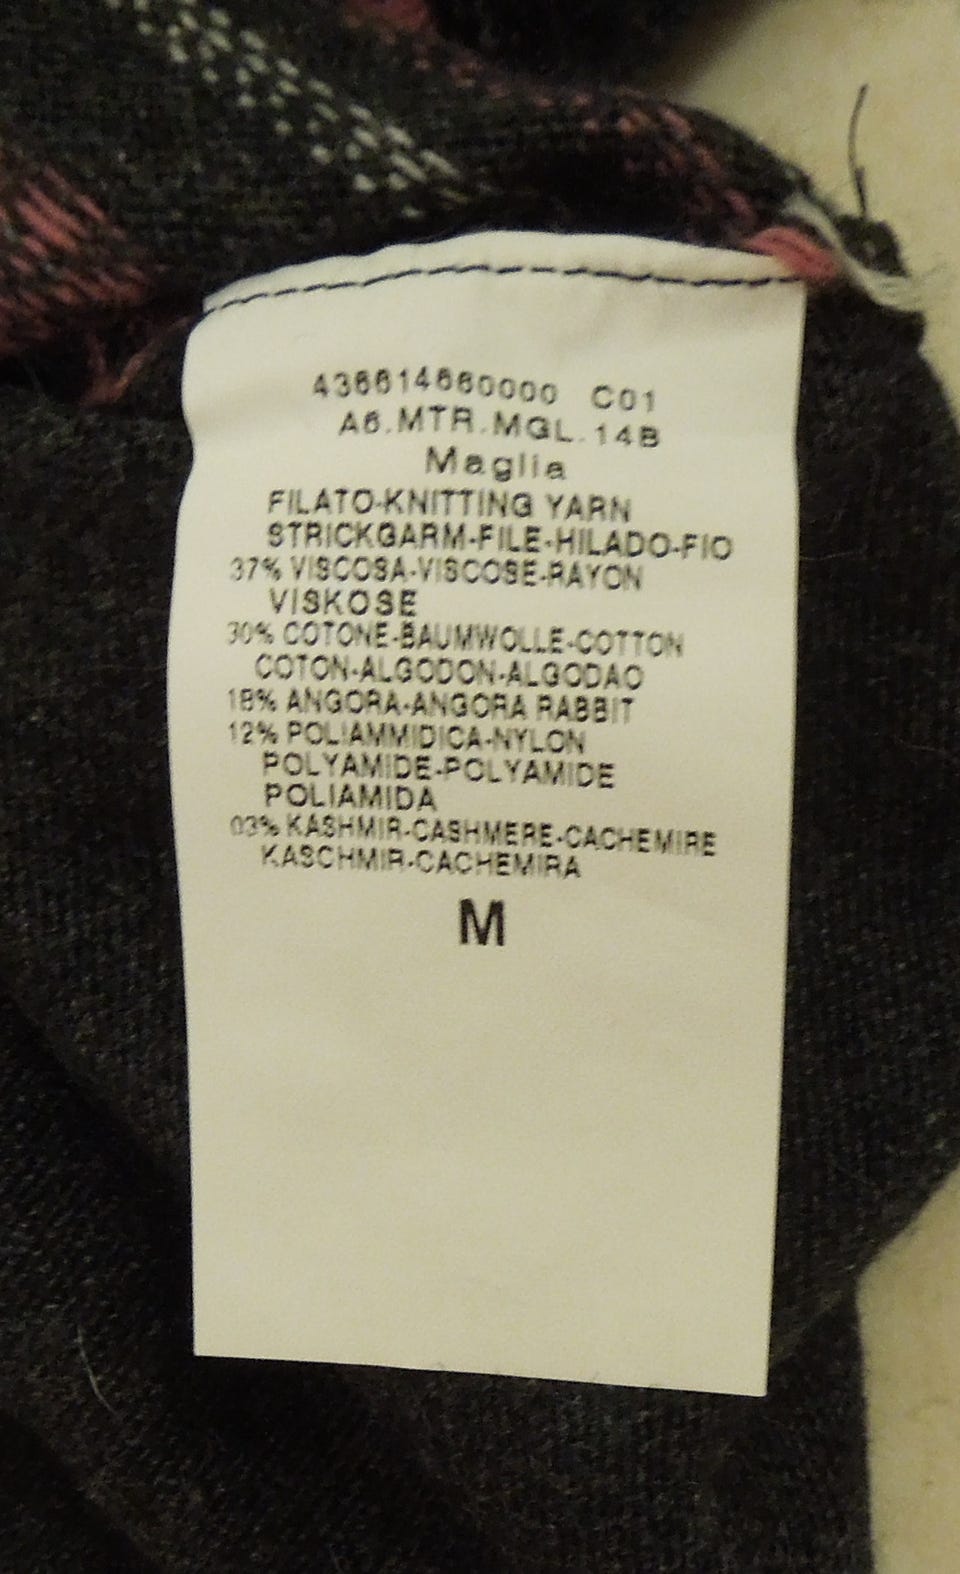 436614660000 C01
A6.MTR.MGL.14B
Maglia
FILATO-KNITTING YARN
STRICKGARM-FILE-HILADO-FIO
37% VISCOSA-VISCOSE-RAYON
VISKOSE
30% COTONE-BAUMWOLLE-COTTON
COTON-ALGODON-ALGODAO
18% ANGORA-ANGORA RABBIT
12% POLIAMMIDICA-NYLON
POLYAMIDE-POLYAMIDE
POLIAMIDA
03% KASHMIR-CASHMERE-CACHEMIRE
KASCHMIR-CACHEMIRA
M